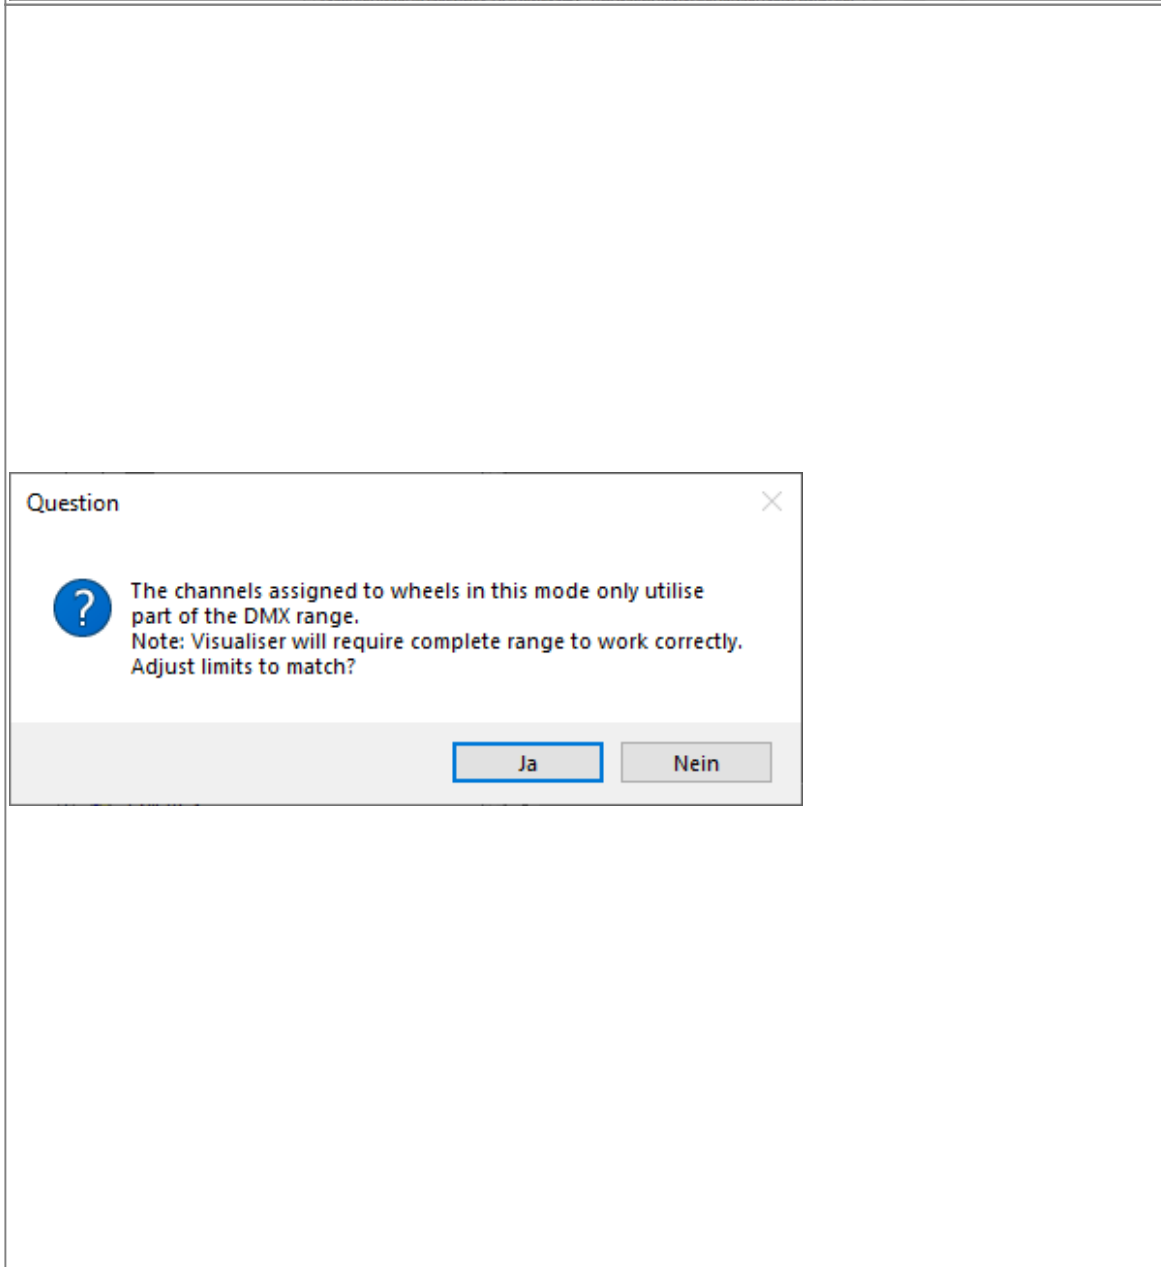 Question
The channels assigned to wheels in this mode only utilise
part of the DMX range.
Note: Visualiser will require complete range to work correctly.
Adjust limits to match?
Ja
Nein